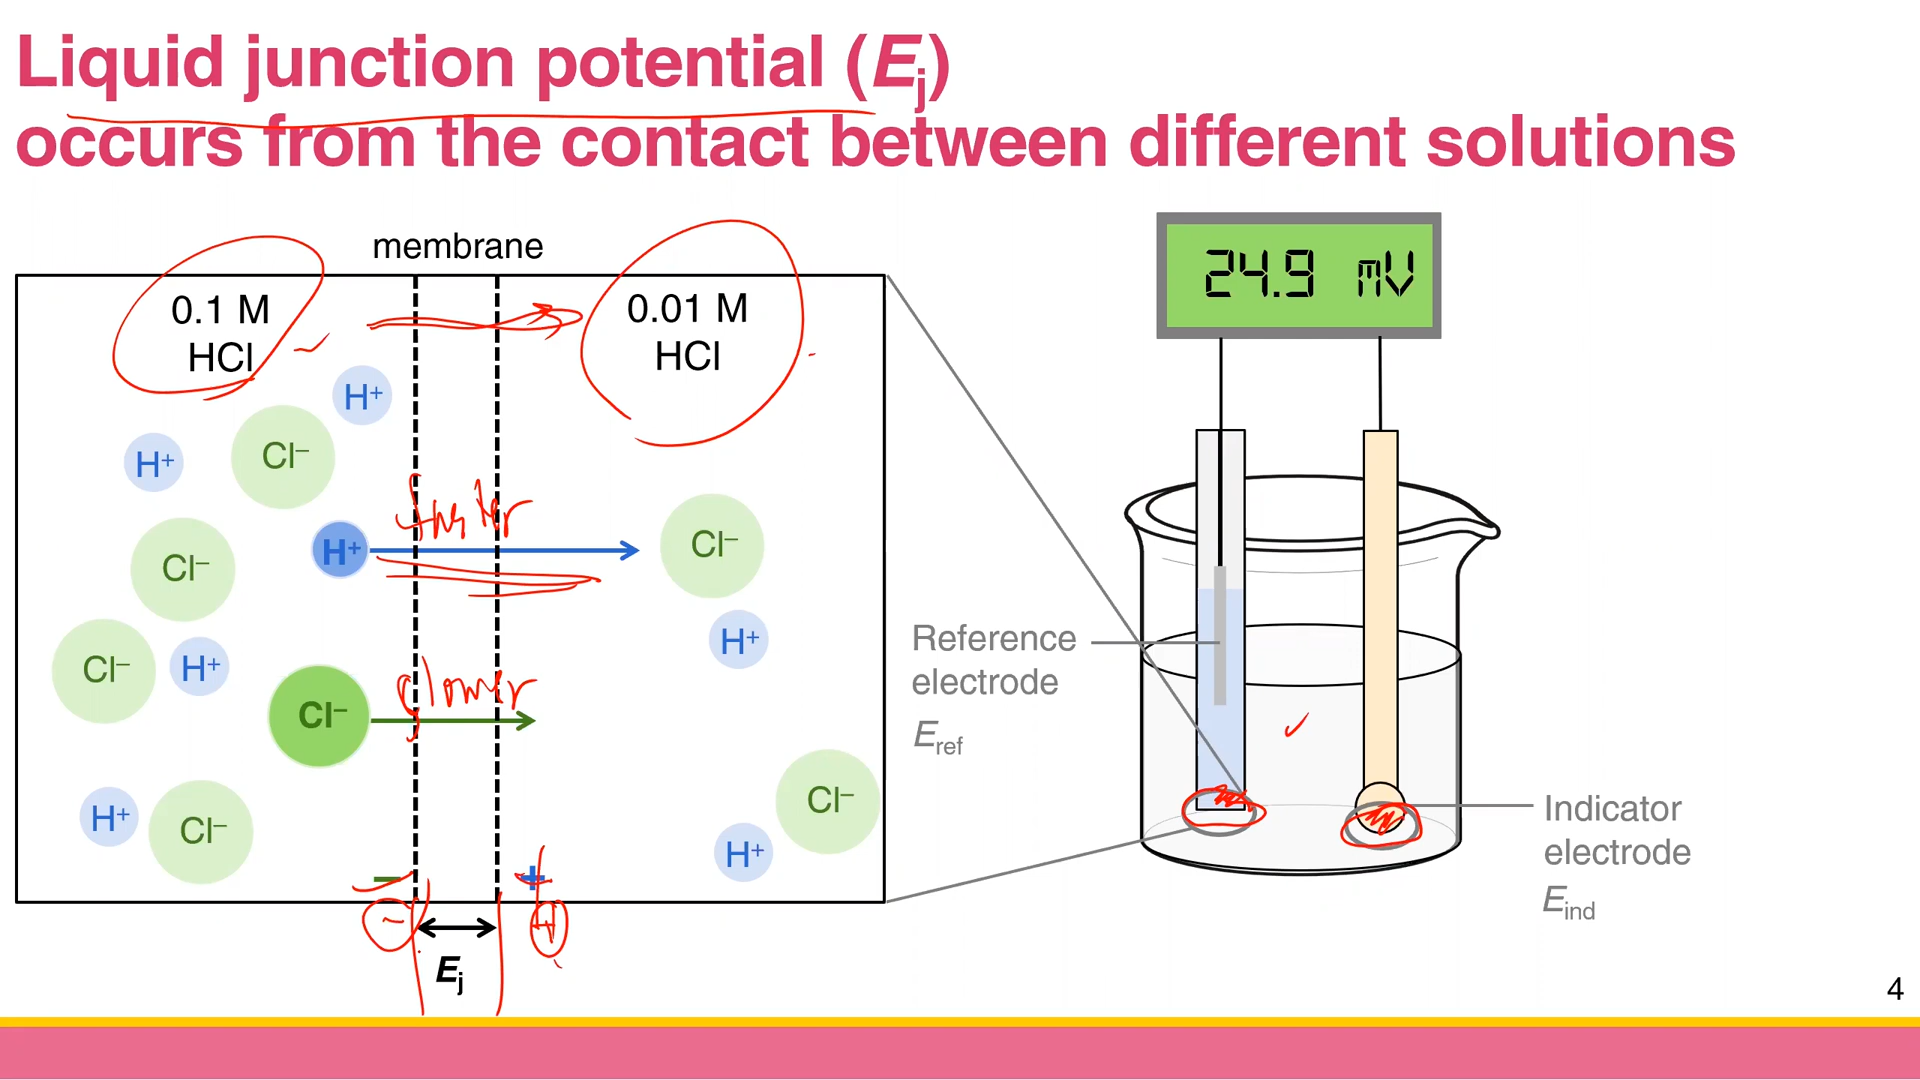 Liquid junction potential (Ej)
occurs from the contact between different solutions
membrane
0.1 M
HCl
0.01 M
HCl
24.9 mV
H+
Cl–
H+
faster
H+
Cl–
Cl–
Cl–
H+
Reference
electrode
Eref
Cl–
H+
slower
Cl–
H+
Cl–
Cl–
H+
Indicator
electrode
Eind
– +
– +
Ej
4